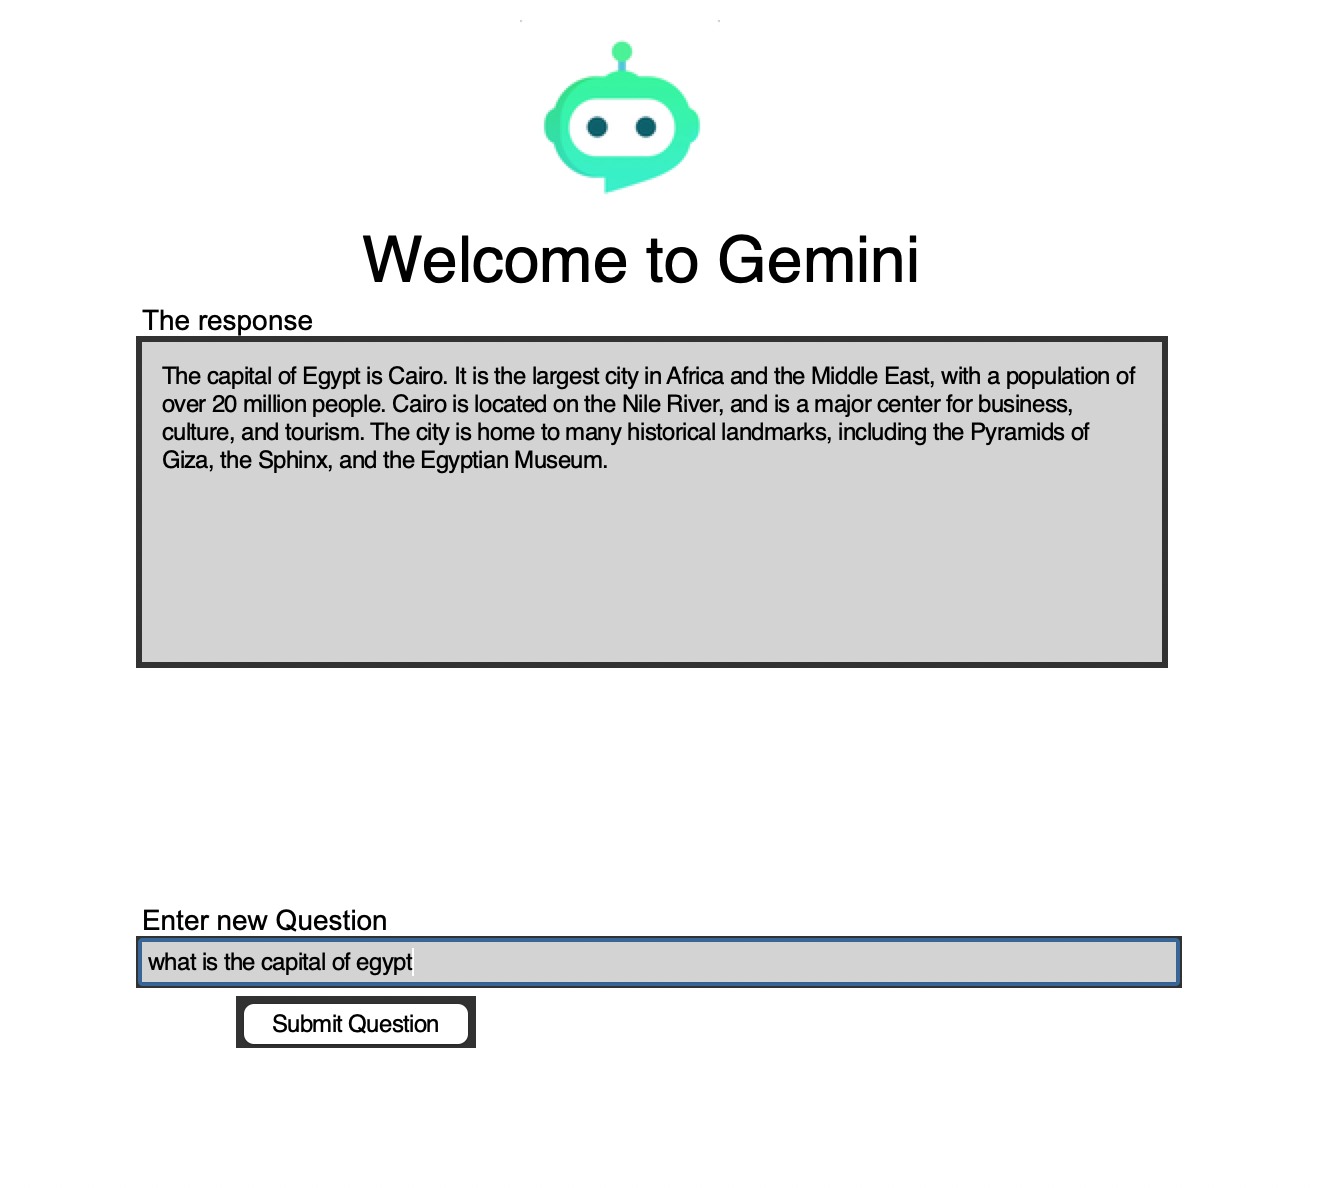 Welcome to Gemini
The response
The capital of Egypt is Cairo. It is the largest city in Africa and the Middle East, with a population of
over 20 million people. Cairo is located on the Nile River, and is a major center for business,
culture, and tourism. The city is home to many historical landmarks, including the Pyramids of
Giza, the Sphinx, and the Egyptian Museum.
Enter new Question
what is the capital of egypt
Submit Question